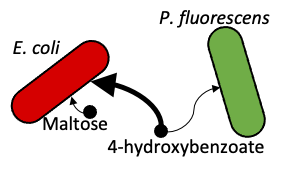 P. fluorescens
E. coli
Maltose
4-hydroxybenzoate